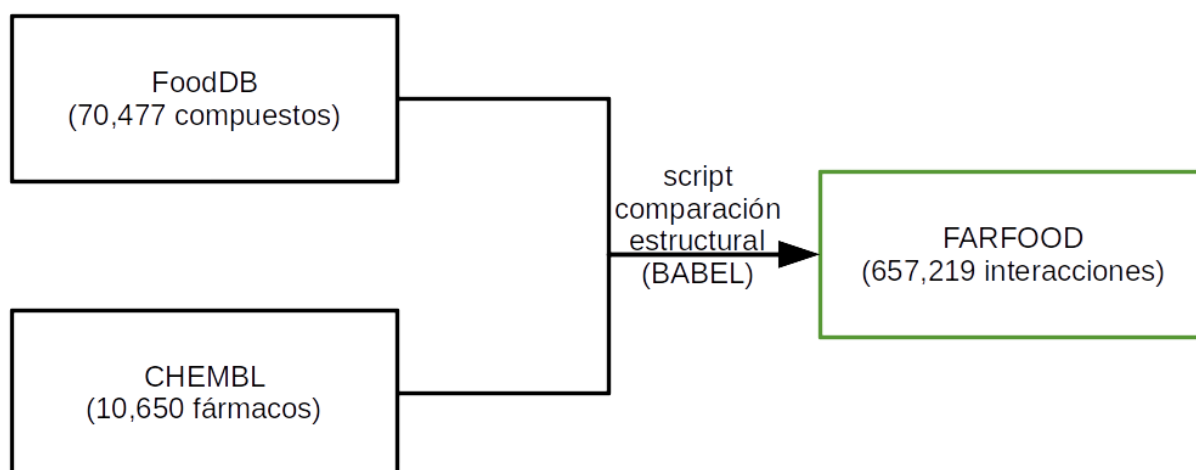 FoodDB
(70,477 compuestos)
script
comparación
estructural
(BABEL)
FARFOOD
(657,219 interacciones)
CHEMBL
(10,650 fármacos)